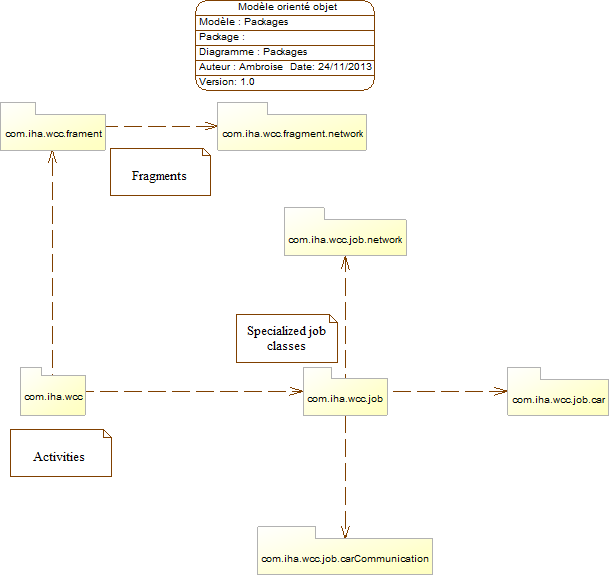 Modèle orienté objet
Modèle : Packages
Package :
Diagramme : Packages
Auteur : Ambroise Date: 24/11/2013
Version: 1.0
com.iha.wcc.frament
com.iha.wcc.fragment.network
Fragments
com.iha.wcc.job.network
Specialized job
classes
com.iha.wcc
com.iha.wcc.job
com.iha.wcc.job.car
Activities
com.iha.wcc.job.carCommunication